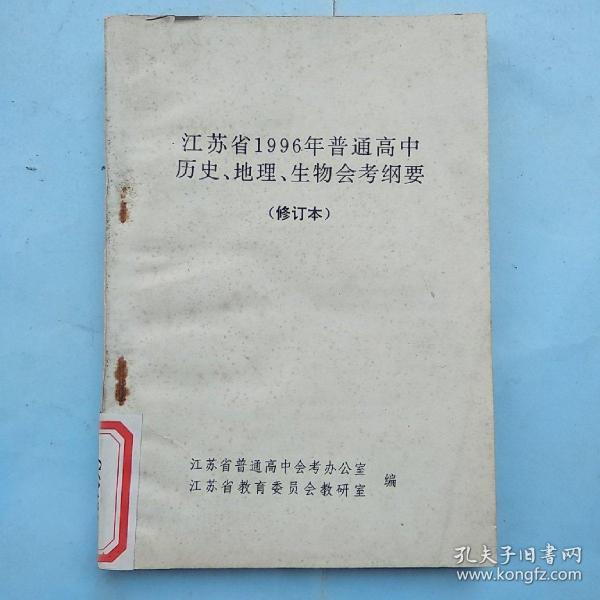 江苏省1996年普通高中
历史、地理、生物会考纲要
（修订本）
江苏省普通高中会考办公室
江苏省教育委员会教研室
编
孔夫子旧书网
www.kongfz.com